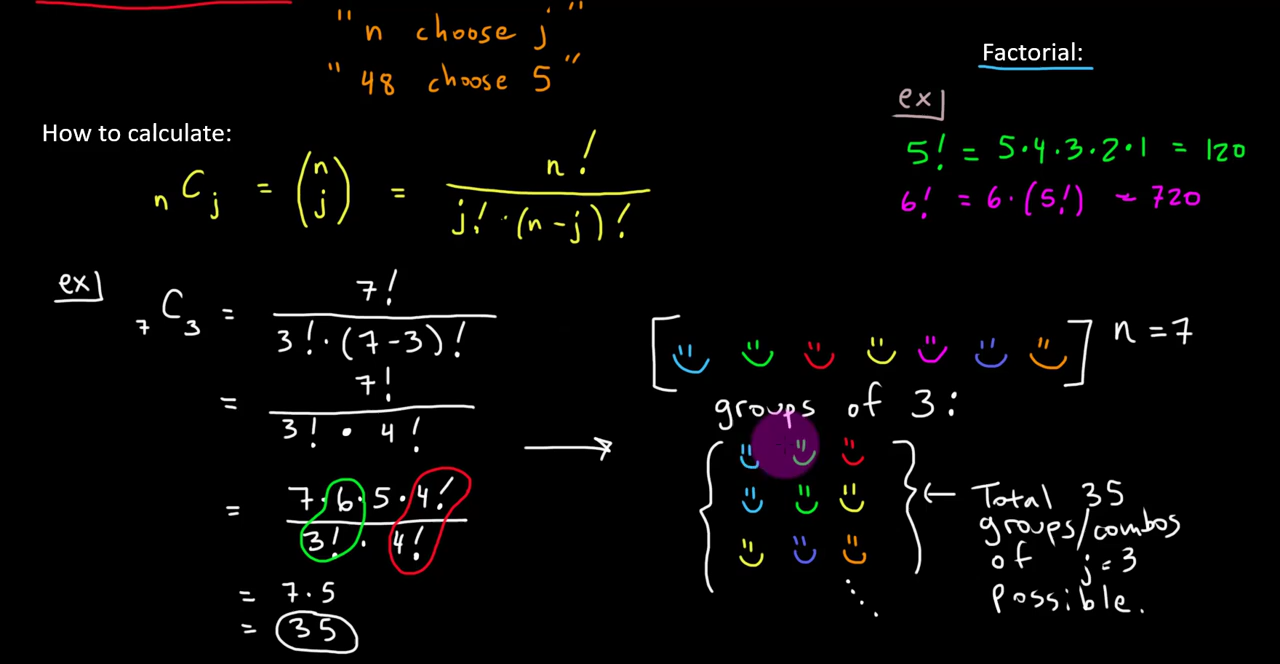 "n choose j"
"48 choose 5"
Factorial:
ex]
5! = 5·4·3·2·1 = 120
6! = 6·(5!) = 720
How to calculate:
nCj = (n j) = n! / j!·(n-j)!
ex]
7C3 = 7! / 3!·(7-3)!
= 7! / 3!·4!
= 7·6·5·4! / 3!·4!
= 7·5
= 35
n = 7
groups of 3:
← Total 35
groups/combos
of j=3
possible.